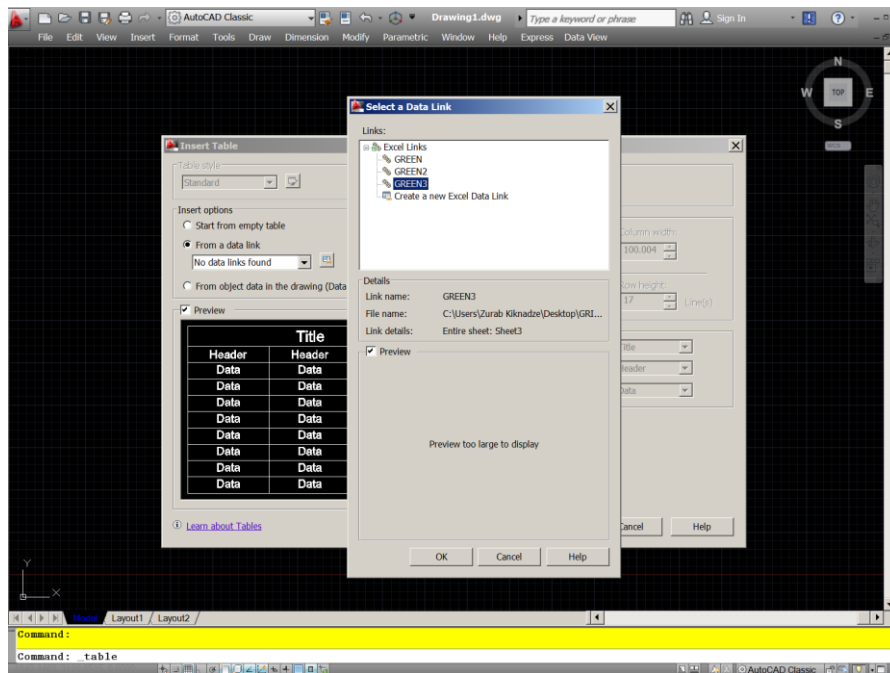 AutoCAD Classic
Drawing1.dwg
Type a keyword or phrase
Sign In
File Edit View Insert Format Tools Draw Dimension Modify Parametric Window Help Express Data View
N
W TOP E
S
WCS
Insert Table
Table style
Standard
Insert options
Start from empty table
From a data link
No data links found
From object data in the drawing (Data
Preview
Title
Header Header
Data Data
Data Data
Data Data
Data Data
Data Data
Data Data
Data Data
Data Data
Learn about Tables
Select a Data Link
Links:
Excel Links
GREEN
GREEN2
GREEN3
Create a new Excel Data Link
Details
Link name: GREEN3
File name: C:\Users\Zurab Kiknadze\Desktop\GRI...
Link details: Entire sheet: Sheet3
Preview
Preview too large to display
OK Cancel Help
Column width:
100.004
Row height:
17 Line(s)
Title
Header
Data
Cancel Help
Y
X
Model Layout1 Layout2
Command:
Command: _table
AutoCAD Classic